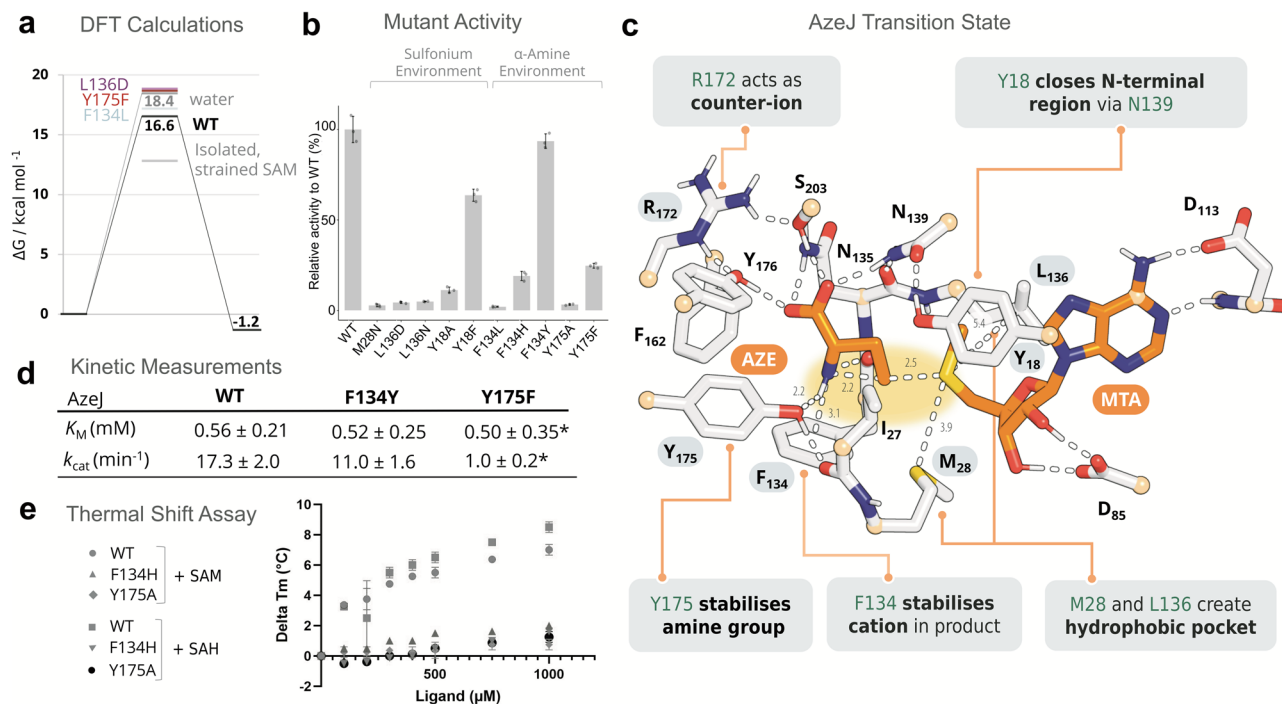 a DFT Calculations
20
15
10
5
0
ΔG / kcal mol ⁻¹
L136D
Y175F
F134L
18.4
water
16.6
WT
Isolated,
strained SAM
-1.2
b Mutant Activity
Sulfonium
Environment
α-Amine
Environment
Relative activity to WT (%)
100
50
0
WT
M28N
L136D
L136N
Y18A
Y18F
F134L
F134H
F134Y
Y175A
Y175F
c AzeJ Transition State
R172 acts as
counter-ion
Y18 closes N-terminal
region via N139
R172
S203
N139
D113
Y176
N135
L136
F162
5.4
AZE
2.5
Y18
MTA
2.2
2.2
3.1
3.9
I27
Y175
F134
M28
D85
Y175 stabilises
amine group
F134 stabilises
cation in product
M28 and L136 create
hydrophobic pocket
d Kinetic Measurements
AzeJ WT F134Y Y175F
KM (mM) 0.56 ± 0.21 0.52 ± 0.25 0.50 ± 0.35*
kcat (min⁻¹) 17.3 ± 2.0 11.0 ± 1.6 1.0 ± 0.2*
e Thermal Shift Assay
WT
F134H
Y175A
+ SAM
WT
F134H
Y175A
+ SAH
Delta Tm (°C)
10
8
6
4
2
0
-2
500
1000
Ligand (µM)